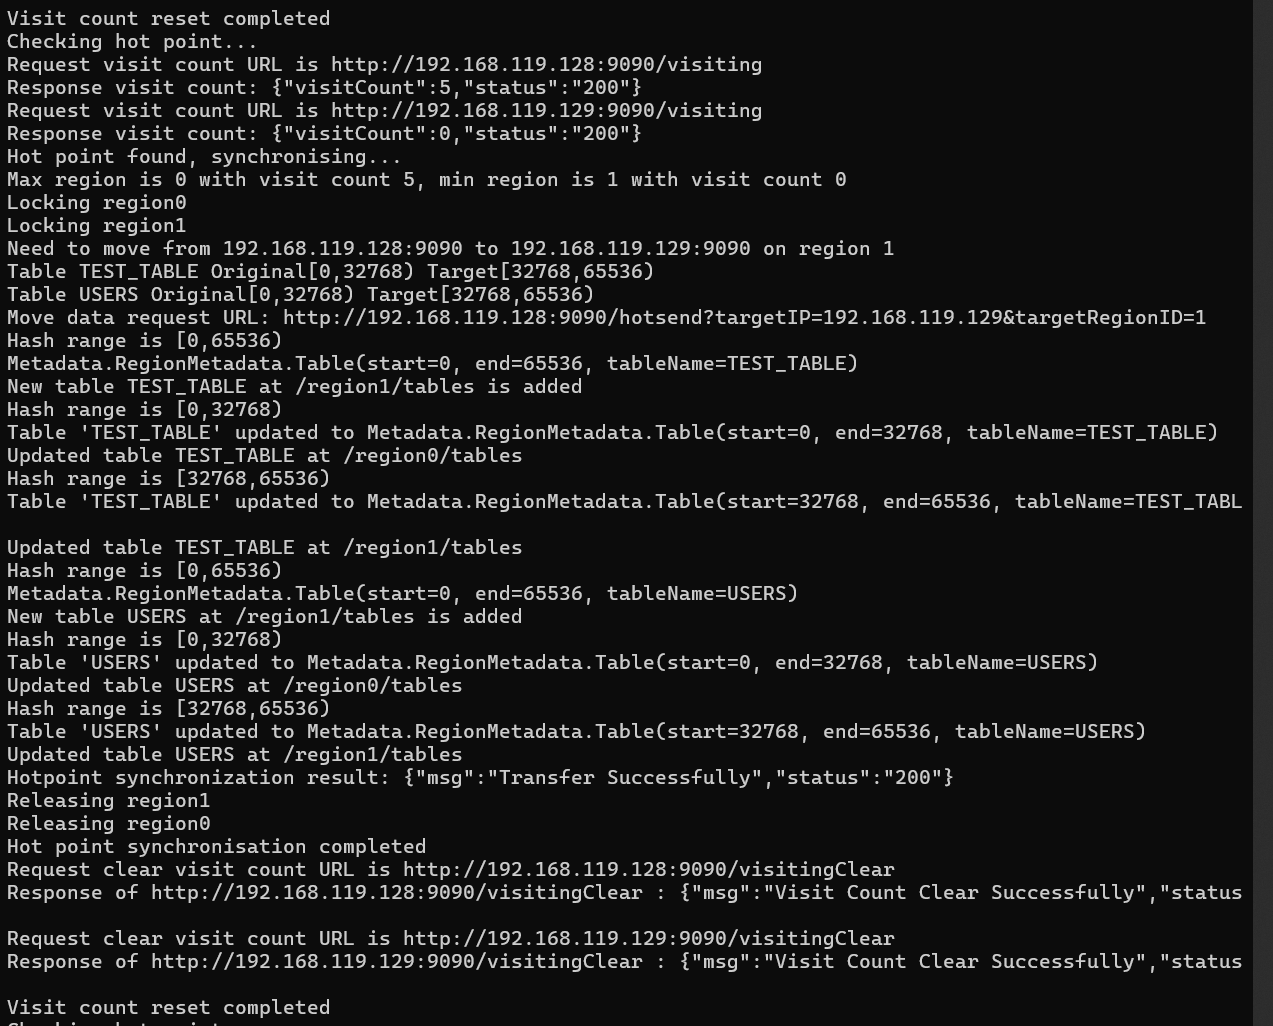 Visit count reset completed
Checking hot point...
Request visit count URL is http://192.168.119.128:9090/visiting
Response visit count: {"visitCount":5,"status":"200"}
Request visit count URL is http://192.168.119.129:9090/visiting
Response visit count: {"visitCount":0,"status":"200"}
Hot point found, synchronising...
Max region is 0 with visit count 5, min region is 1 with visit count 0
Locking region0
Locking region1
Need to move from 192.168.119.128:9090 to 192.168.119.129:9090 on region 1
Table TEST_TABLE Original[0,32768) Target[32768,65536)
Table USERS Original[0,32768) Target[32768,65536)
Move data request URL: http://192.168.119.128:9090/hotsend?targetIP=192.168.119.129&targetRegionID=1
Hash range is [0,65536)
Metadata.RegionMetadata.Table(start=0, end=65536, tableName=TEST_TABLE)
New table TEST_TABLE at /region1/tables is added
Hash range is [0,32768)
Table 'TEST_TABLE' updated to Metadata.RegionMetadata.Table(start=0, end=32768, tableName=TEST_TABLE)
Updated table TEST_TABLE at /region0/tables
Hash range is [32768,65536)
Table 'TEST_TABLE' updated to Metadata.RegionMetadata.Table(start=32768, end=65536, tableName=TEST_TABL
Updated table TEST_TABLE at /region1/tables
Hash range is [0,65536)
Metadata.RegionMetadata.Table(start=0, end=65536, tableName=USERS)
New table USERS at /region1/tables is added
Hash range is [0,32768)
Table 'USERS' updated to Metadata.RegionMetadata.Table(start=0, end=32768, tableName=USERS)
Updated table USERS at /region0/tables
Hash range is [32768,65536)
Table 'USERS' updated to Metadata.RegionMetadata.Table(start=32768, end=65536, tableName=USERS)
Updated table USERS at /region1/tables
Hotpoint synchronization result: {"msg":"Transfer Successfully","status":"200"}
Releasing region1
Releasing region0
Hot point synchronisation completed
Request clear visit count URL is http://192.168.119.128:9090/visitingClear
Response of http://192.168.119.128:9090/visitingClear : {"msg":"Visit Count Clear Successfully","status
Request clear visit count URL is http://192.168.119.129:9090/visitingClear
Response of http://192.168.119.129:9090/visitingClear : {"msg":"Visit Count Clear Successfully","status
Visit count reset completed